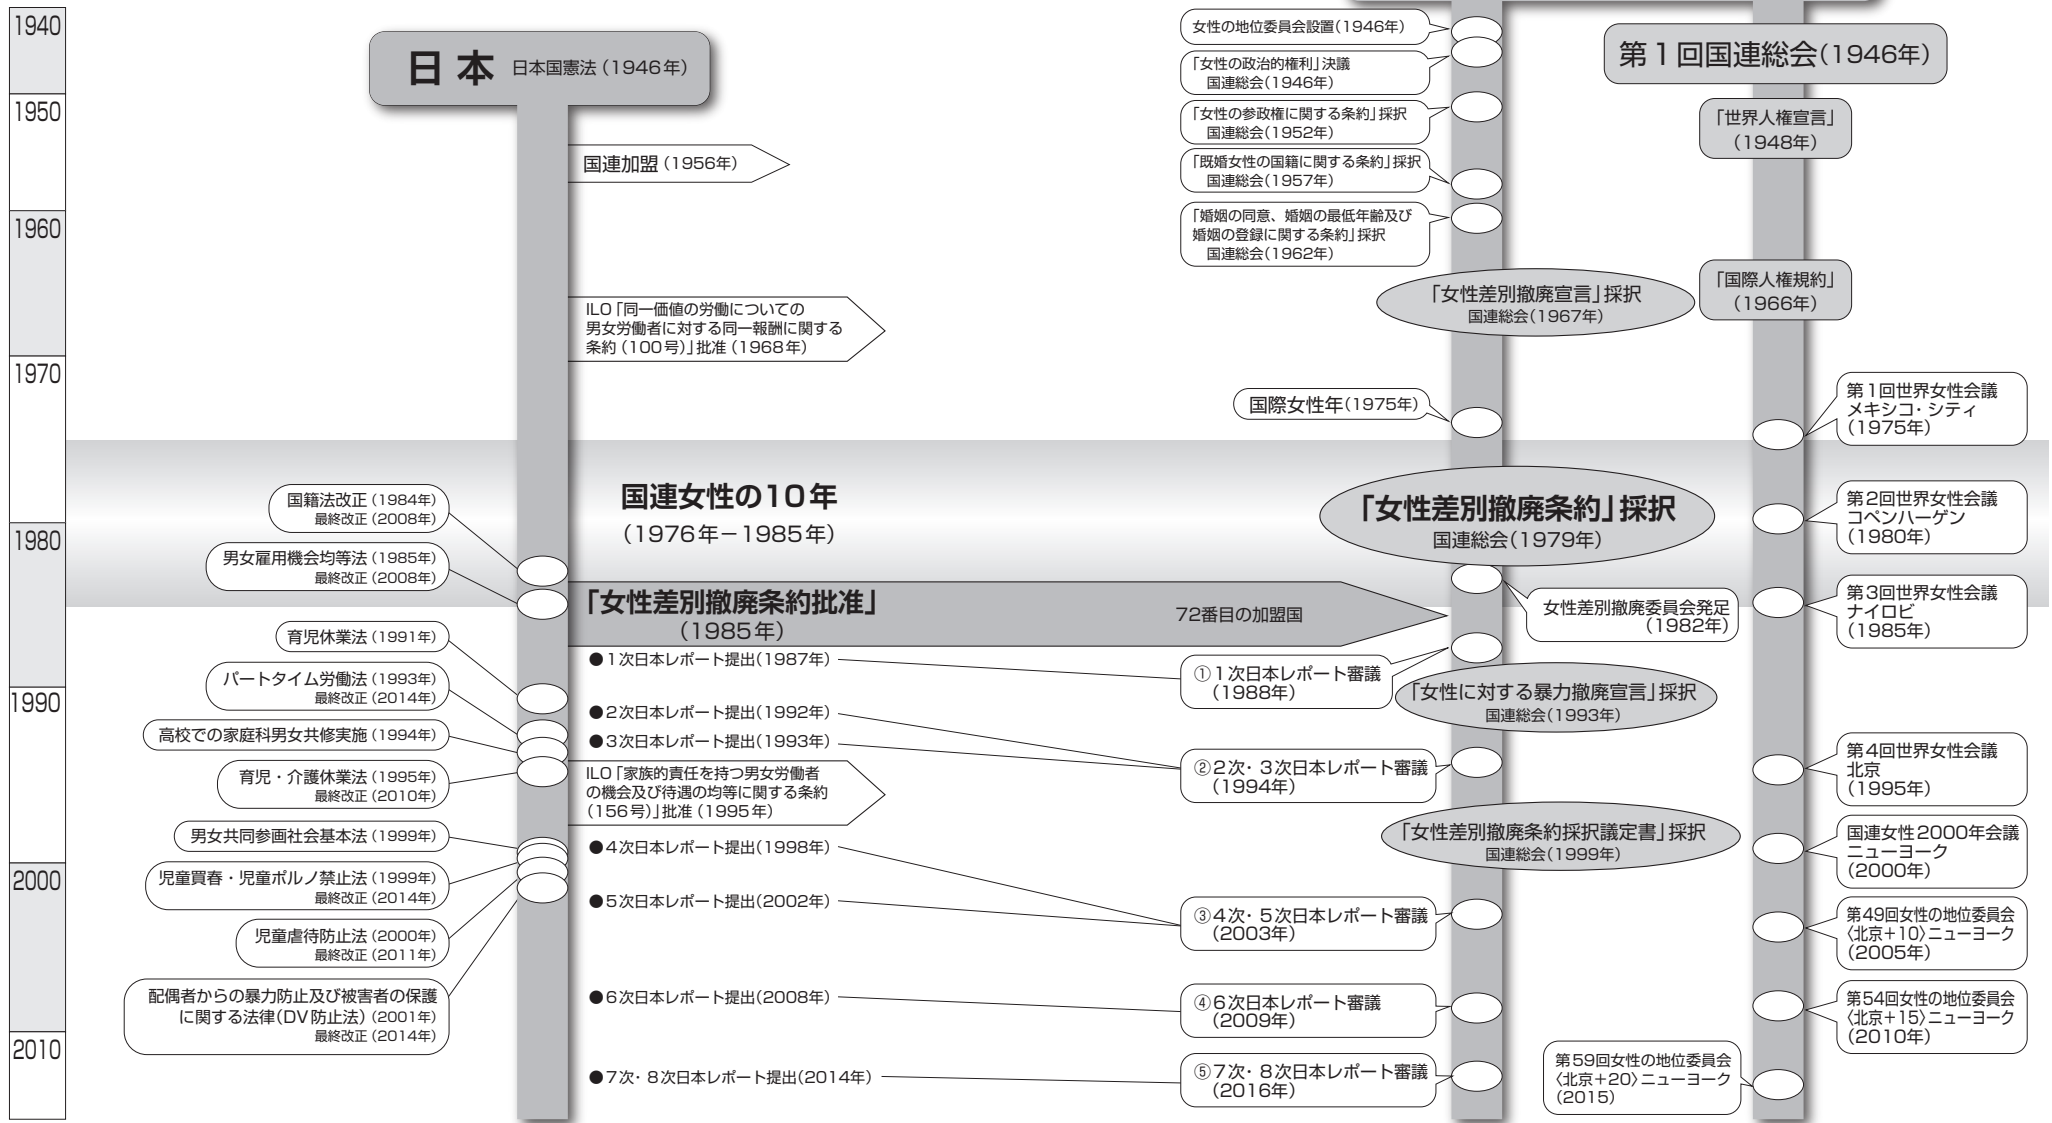 1940
1950
1960
1970
1980
1990
2000
2010
日本 日本国憲法(1946年)
国連加盟(1956年)
ILO「同一価値の労働についての
男女労働者に対する同一報酬に関する
条約(100号)」批准(1968年)
国連女性の10年
(1976年−1985年)
国籍法改正(1984年)
最終改正(2008年)
男女雇用機会均等法(1985年)
最終改正(2008年)
育児休業法(1991年)
パートタイム労働法(1993年)
最終改正(2014年)
高校での家庭科男女共修実施(1994年)
育児・介護休業法(1995年)
最終改正(2010年)
男女共同参画社会基本法(1999年)
児童買春・児童ポルノ禁止法(1999年)
最終改正(2014年)
児童虐待防止法(2000年)
最終改正(2011年)
配偶者からの暴力防止及び被害者の保護
に関する法律(DV防止法)(2001年)
最終改正(2014年)
「女性差別撤廃条約批准」
(1985年)
72番目の加盟国
●1次日本レポート提出(1987年)
●2次日本レポート提出(1992年)
●3次日本レポート提出(1993年)
ILO「家族的責任を持つ男女労働者
の機会及び待遇の均等に関する条約
(156号)」批准(1995年)
●4次日本レポート提出(1998年)
●5次日本レポート提出(2002年)
●6次日本レポート提出(2008年)
●7次・8次日本レポート提出(2014年)
女性の地位委員会設置(1946年)
「女性の政治的権利」決議
国連総会(1946年)
「女性の参政権に関する条約」採択
国連総会(1952年)
「既婚女性の国籍に関する条約」採択
国連総会(1957年)
「婚姻の同意、婚姻の最低年齢及び
婚姻の登録に関する条約」採択
国連総会(1962年)
「女性差別撤廃宣言」採択
国連総会(1967年)
国際女性年(1975年)
「女性差別撤廃条約」採択
国連総会(1979年)
女性差別撤廃委員会発足
(1982年)
①1次日本レポート審議
(1988年)
「女性に対する暴力撤廃宣言」採択
国連総会(1993年)
②2次・3次日本レポート審議
(1994年)
「女性差別撤廃条約採択議定書」採択
国連総会(1999年)
③4次・5次日本レポート審議
(2003年)
④6次日本レポート審議
(2009年)
⑤7次・8次日本レポート審議
(2016年)
第1回国連総会(1946年)
「世界人権宣言」
(1948年)
「国際人権規約」
(1966年)
第1回世界女性会議
メキシコ・シティ
(1975年)
第2回世界女性会議
コペンハーゲン
(1980年)
第3回世界女性会議
ナイロビ
(1985年)
第4回世界女性会議
北京
(1995年)
国連女性2000年会議
ニューヨーク
(2000年)
第49回女性の地位委員会
〈北京+10〉ニューヨーク
(2005年)
第54回女性の地位委員会
〈北京+15〉ニューヨーク
(2010年)
第59回女性の地位委員会
〈北京+20〉ニューヨーク
(2015)